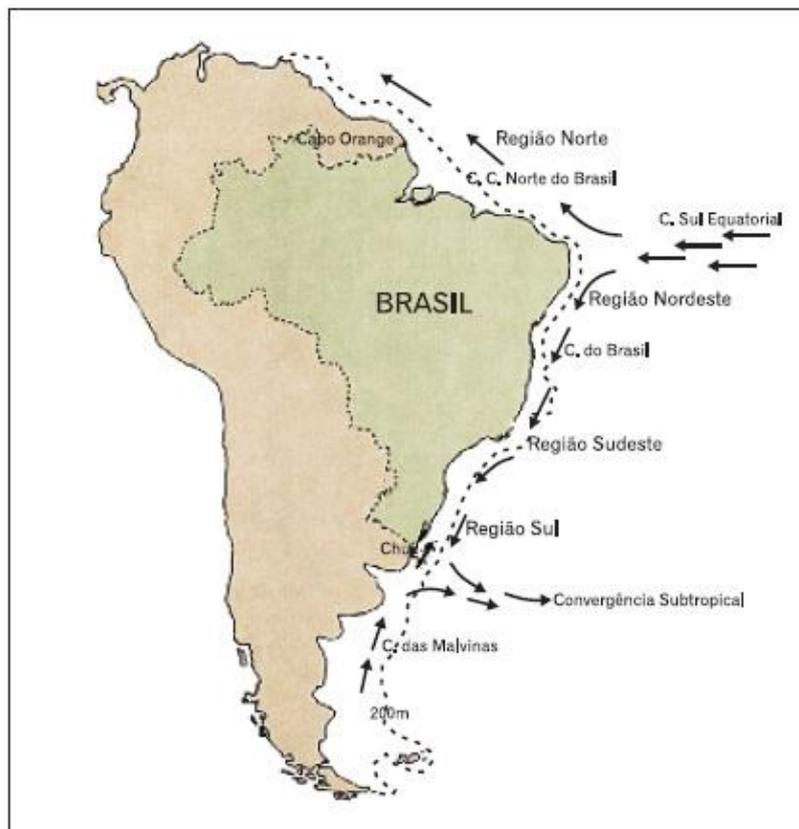 Cabo Orange
Região Norte
C. C. Norte do Brasil
C. Sul Equatorial
BRASIL
Região Nordeste
C. do Brasil
Região Sudeste
Região Sul
Convergência Subtropical
C. das Malvinas
200m